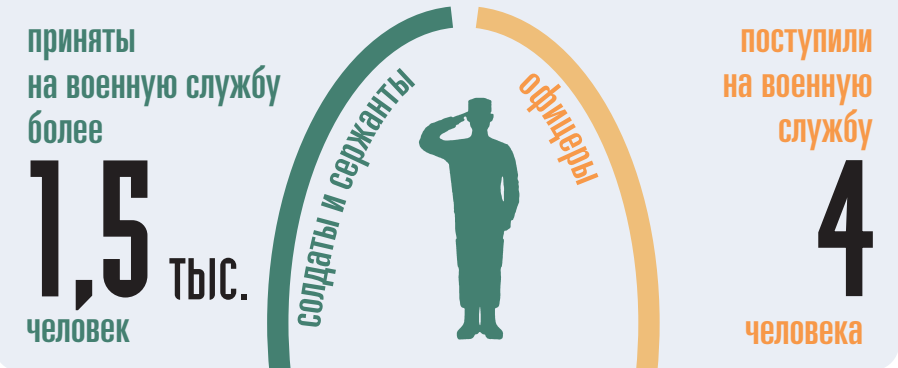 приняты
на военную службу
более
1,5 тыс.
человек
солдаты и сержанты
офицеры
поступили
на военную
службу
4
человека